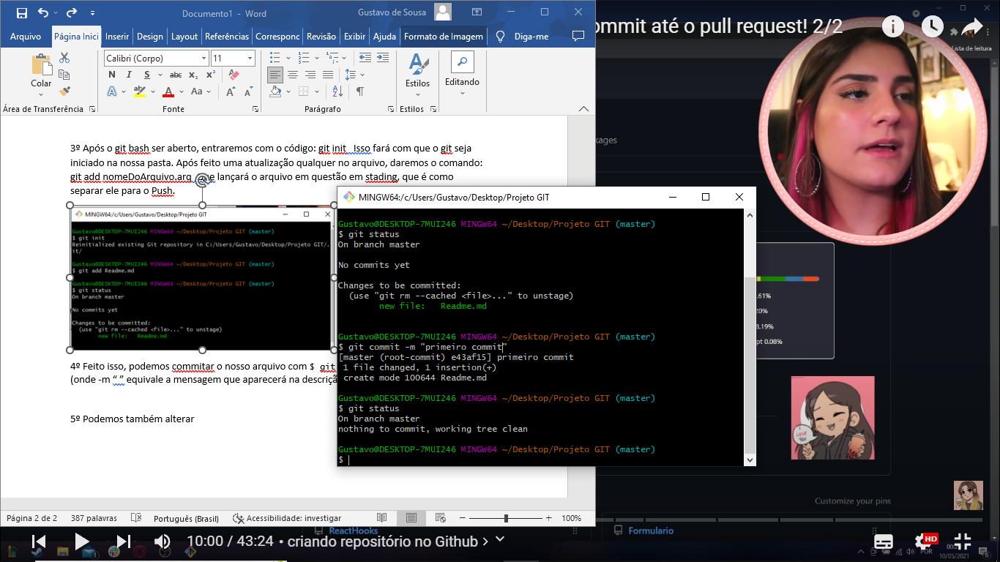 Documento1 - Word
Gustavo de Sousa
Arquivo
Página Inici
Inserir
Design
Layout
Referências
Corresponc
Revisão
Exibir
Ajuda
Formato de Imagem
Diga-me
Colar
Calibri (Corpo)
11
N
I
S
abc
x₂
x²
A
Aa
Estilos
Editando
Área de Transferência
Fonte
Parágrafo
Estilos
3º Após o git bash ser aberto, entraremos com o código: git init Isso fará com que o git seja
iniciado na nossa pasta. Após feito uma atualização qualquer no arquivo, daremos o comando:
git add nomeDoArquivo.arq lançará o arquivo em questão em stading, que é como
separar ele para o Push.
MINGW64:/c/Users/Gustavo/Desktop/Projeto GIT
Gustavo@DESKTOP-7MUI246 MINGW64 ~/Desktop/Projeto GIT (master)
$ git init
Reinitialized existing Git repository in C:/Users/Gustavo/Desktop/Projeto GIT/.
it/
Gustavo@DESKTOP-7MUI246 MINGW64 ~/Desktop/Projeto GIT (master)
$ git add Readme.md
Gustavo@DESKTOP-7MUI246 MINGW64 ~/Desktop/Projeto GIT (master)
$ git status
On branch master
No commits yet
Changes to be committed:
(use "git rm --cached <file>..." to unstage)
new file: Readme.md
4º Feito isso, podemos commitar o nosso arquivo com $ git
(onde -m “ ” equivale a mensagem que aparecerá na descriçã
5º Podemos também alterar
Página 2 de 2
387 palavras
Português (Brasil)
Acessibilidade: investigar
100%
MINGW64:/c/Users/Gustavo/Desktop/Projeto GIT
Gustavo@DESKTOP-7MUI246 MINGW64 ~/Desktop/Projeto GIT (master)
$ git status
On branch master
No commits yet
Changes to be committed:
(use "git rm --cached <file>..." to unstage)
new file: Readme.md
Gustavo@DESKTOP-7MUI246 MINGW64 ~/Desktop/Projeto GIT (master)
$ git commit -m "primeiro commit"
[master (root-commit) e43af15] primeiro commit
1 file changed, 1 insertion(+)
create mode 100644 Readme.md
Gustavo@DESKTOP-7MUI246 MINGW64 ~/Desktop/Projeto GIT (master)
$ git status
On branch master
nothing to commit, working tree clean
Gustavo@DESKTOP-7MUI246 MINGW64 ~/Desktop/Projeto GIT (master)
$
ommit até o pull request! 2/2
Lista de leitura
kages
.61%
20%
8.19%
pt 0.08%
I LOVE YOU
Customize your pins
ReactHooks
Formulario
10:00 / 43:24 • criando repositório no Github
HD
POR
10/05/2021